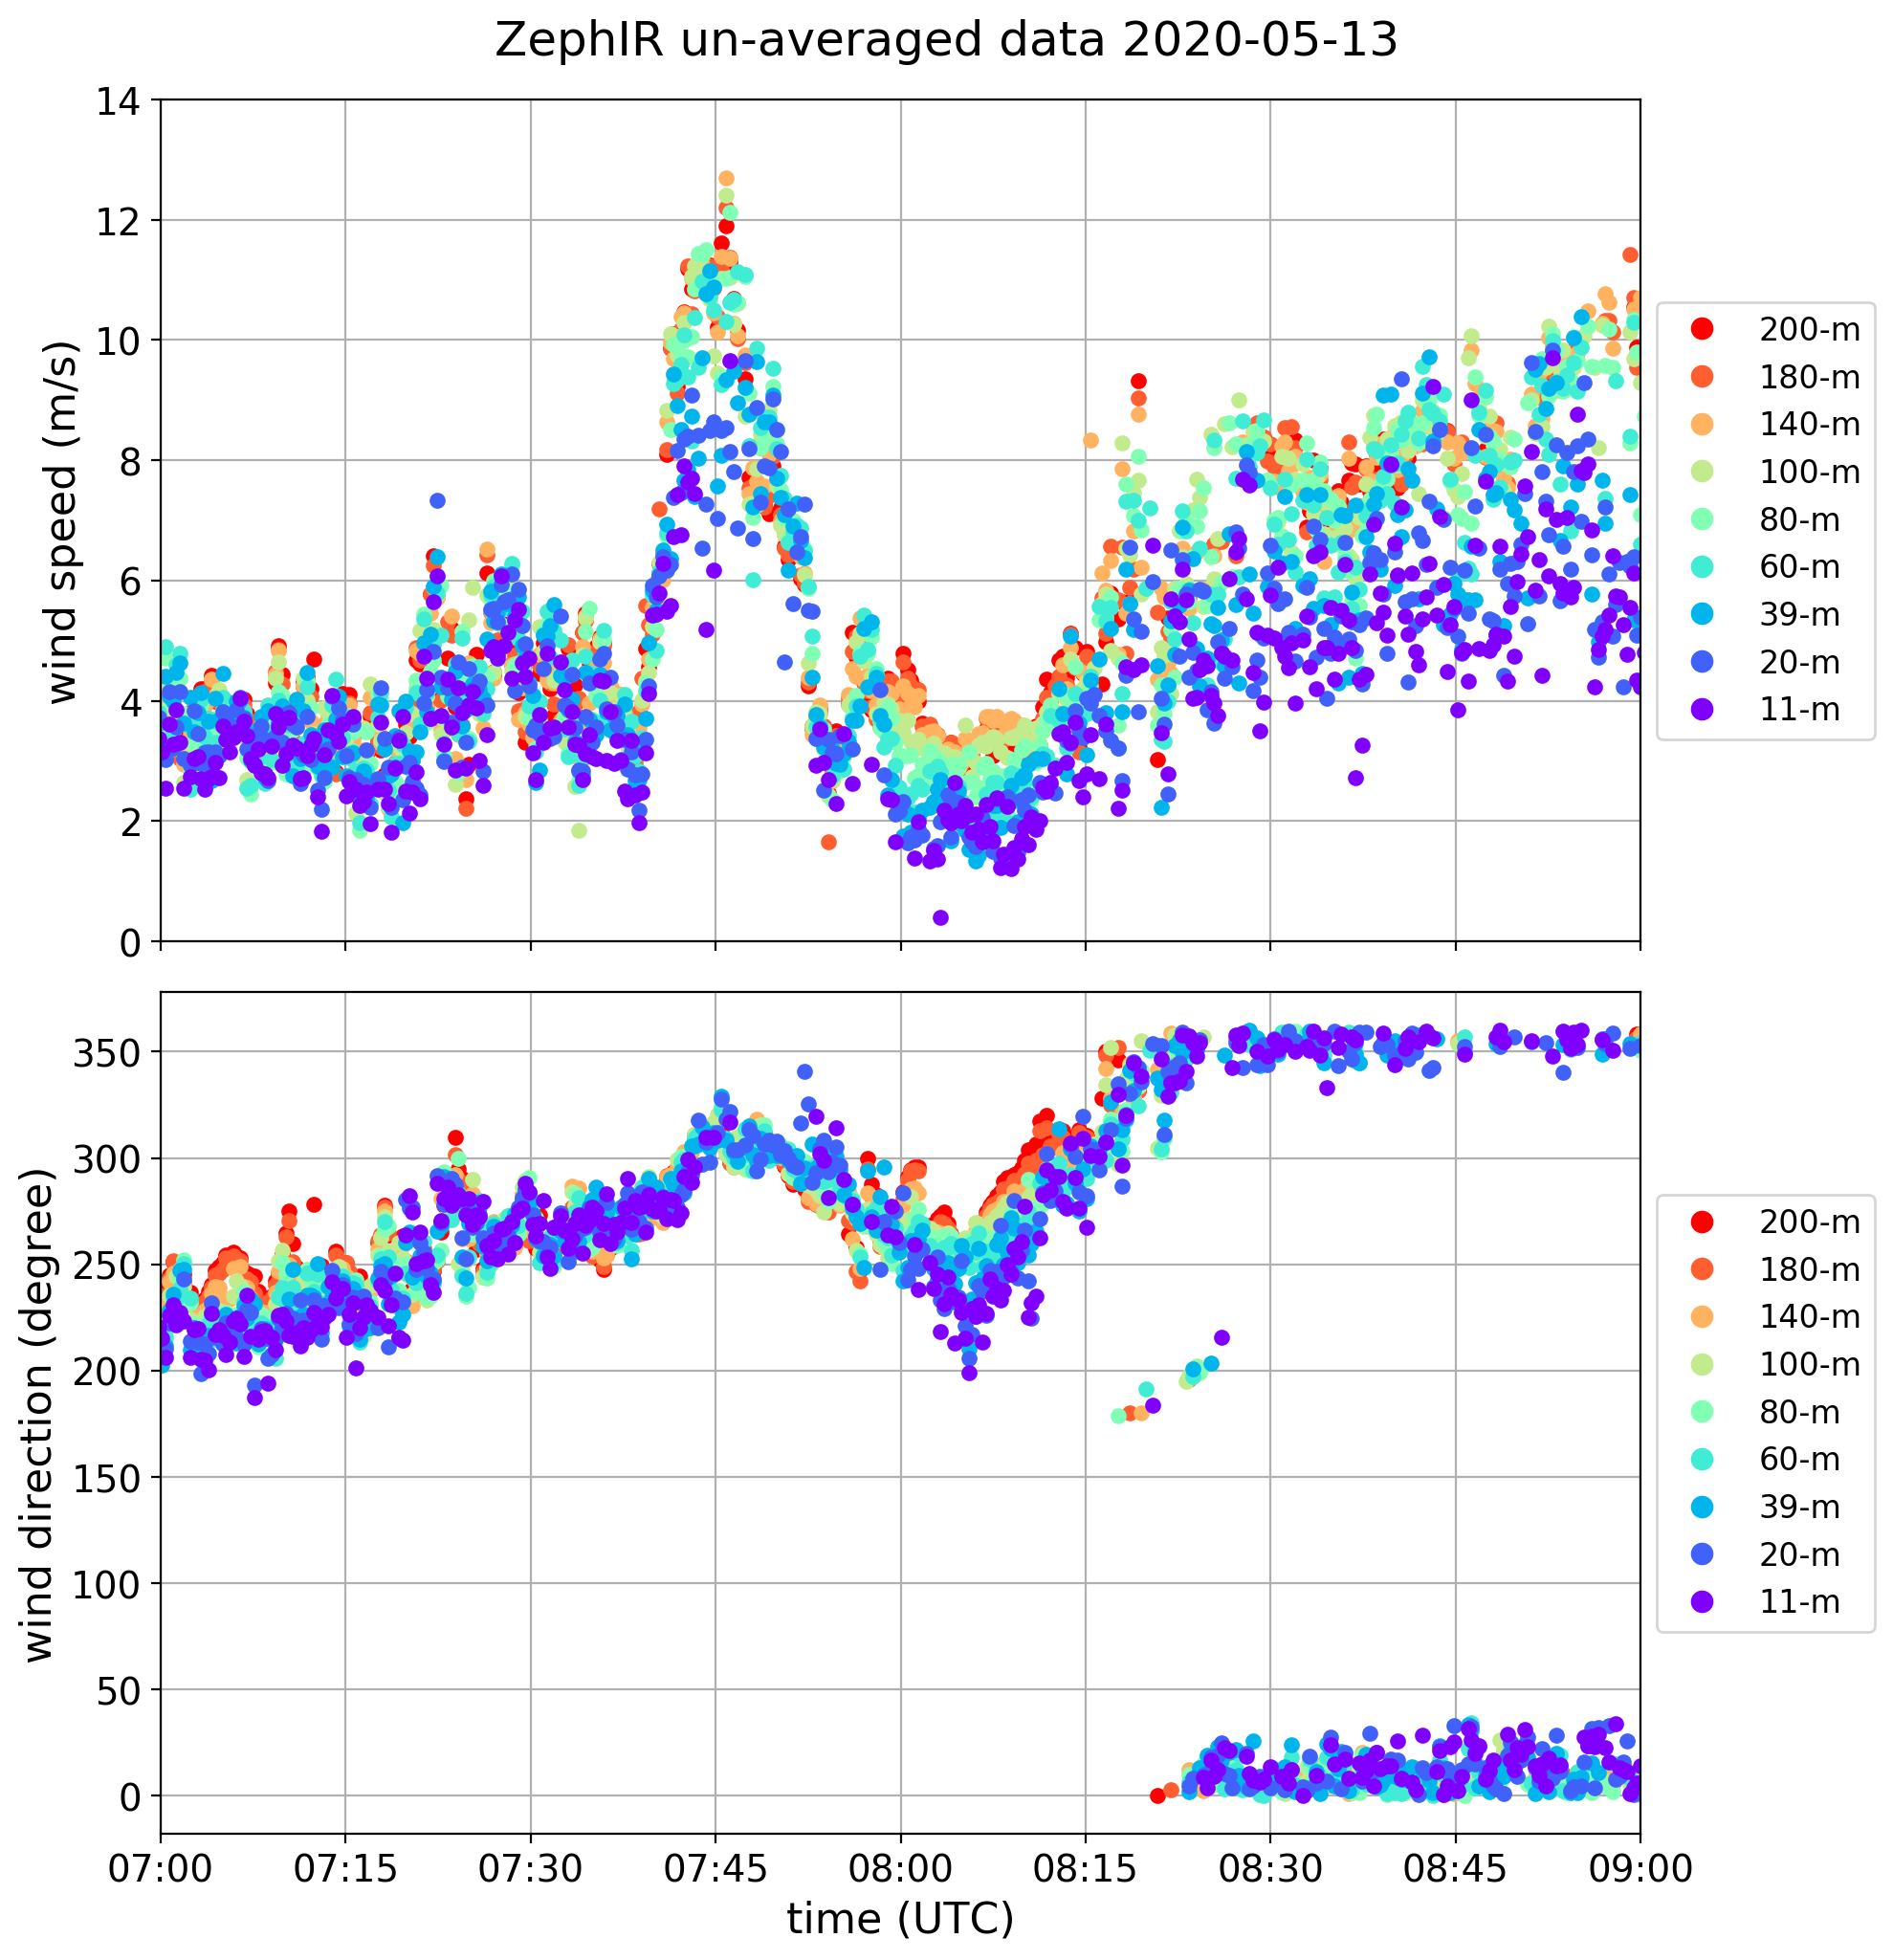 ZephIR un-averaged data 2020-05-13
14
12
10
8
6
4
2
0
wind speed (m/s)
200-m
180-m
140-m
100-m
80-m
60-m
39-m
20-m
11-m
350
300
250
200
150
100
50
0
wind direction (degree)
200-m
180-m
140-m
100-m
80-m
60-m
39-m
20-m
11-m
07:00 07:15 07:30 07:45 08:00 08:15 08:30 08:45 09:00
time (UTC)